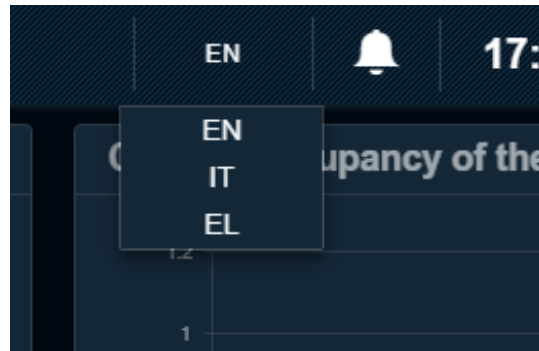 EN
17:
EN
IT
EL
upancy of the
1.2
1